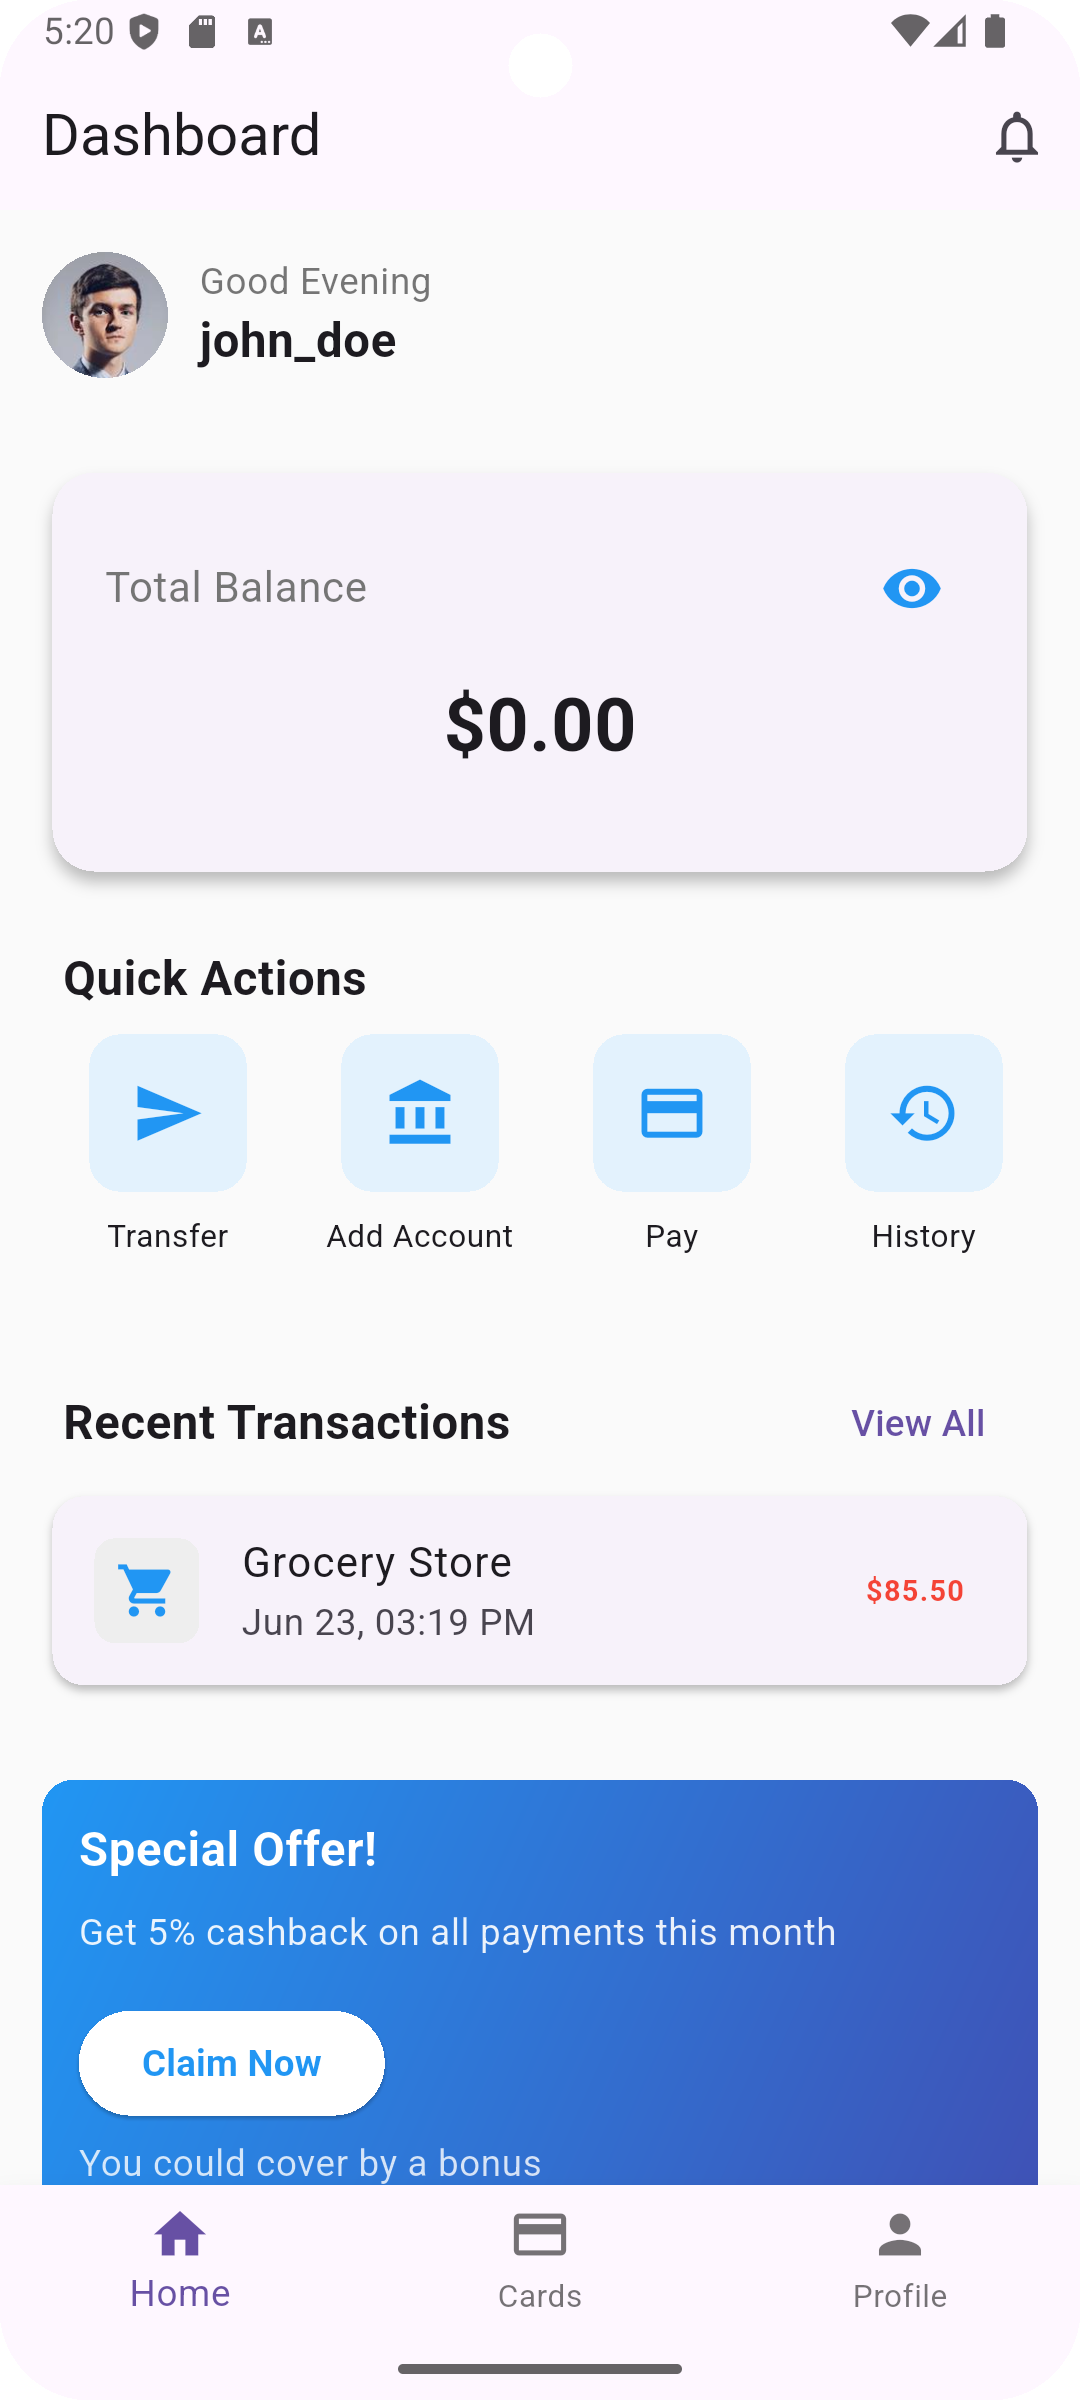 5:20
Dashboard
Good Evening
john_doe
Total Balance
$0.00
Quick Actions
Transfer
Add Account
Pay
History
Recent Transactions
View All
Grocery Store
Jun 23, 03:19 PM
$85.50
Special Offer!
Get 5% cashback on all payments this month
Claim Now
You could cover by a bonus
Home
Cards
Profile